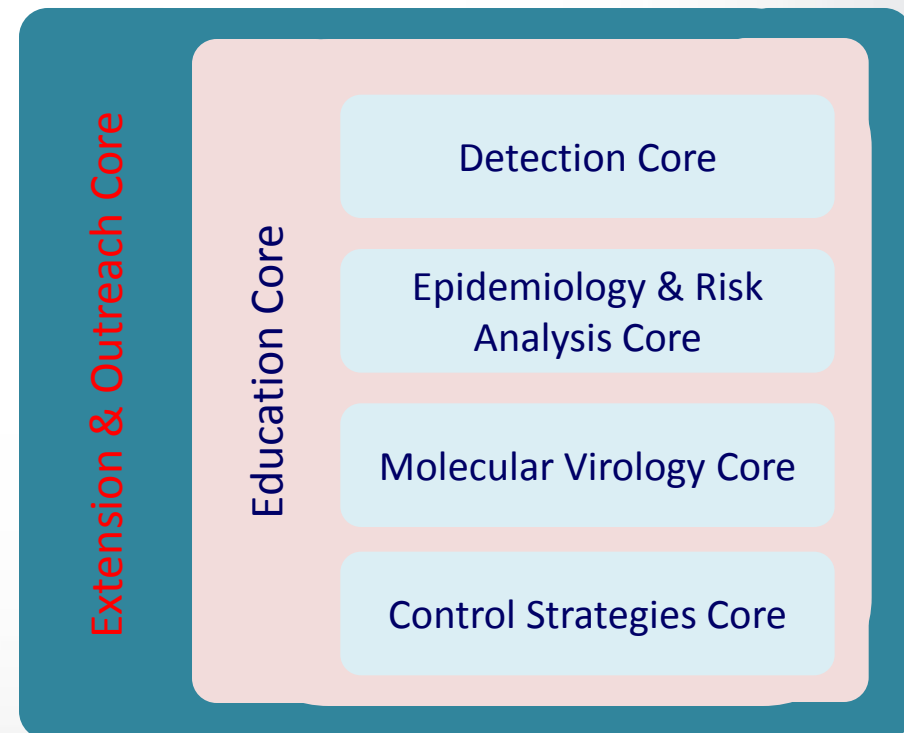 Extension & Outreach Core
Education Core
Detection Core
Epidemiology & Risk
Analysis Core
Molecular Virology Core
Control Strategies Core